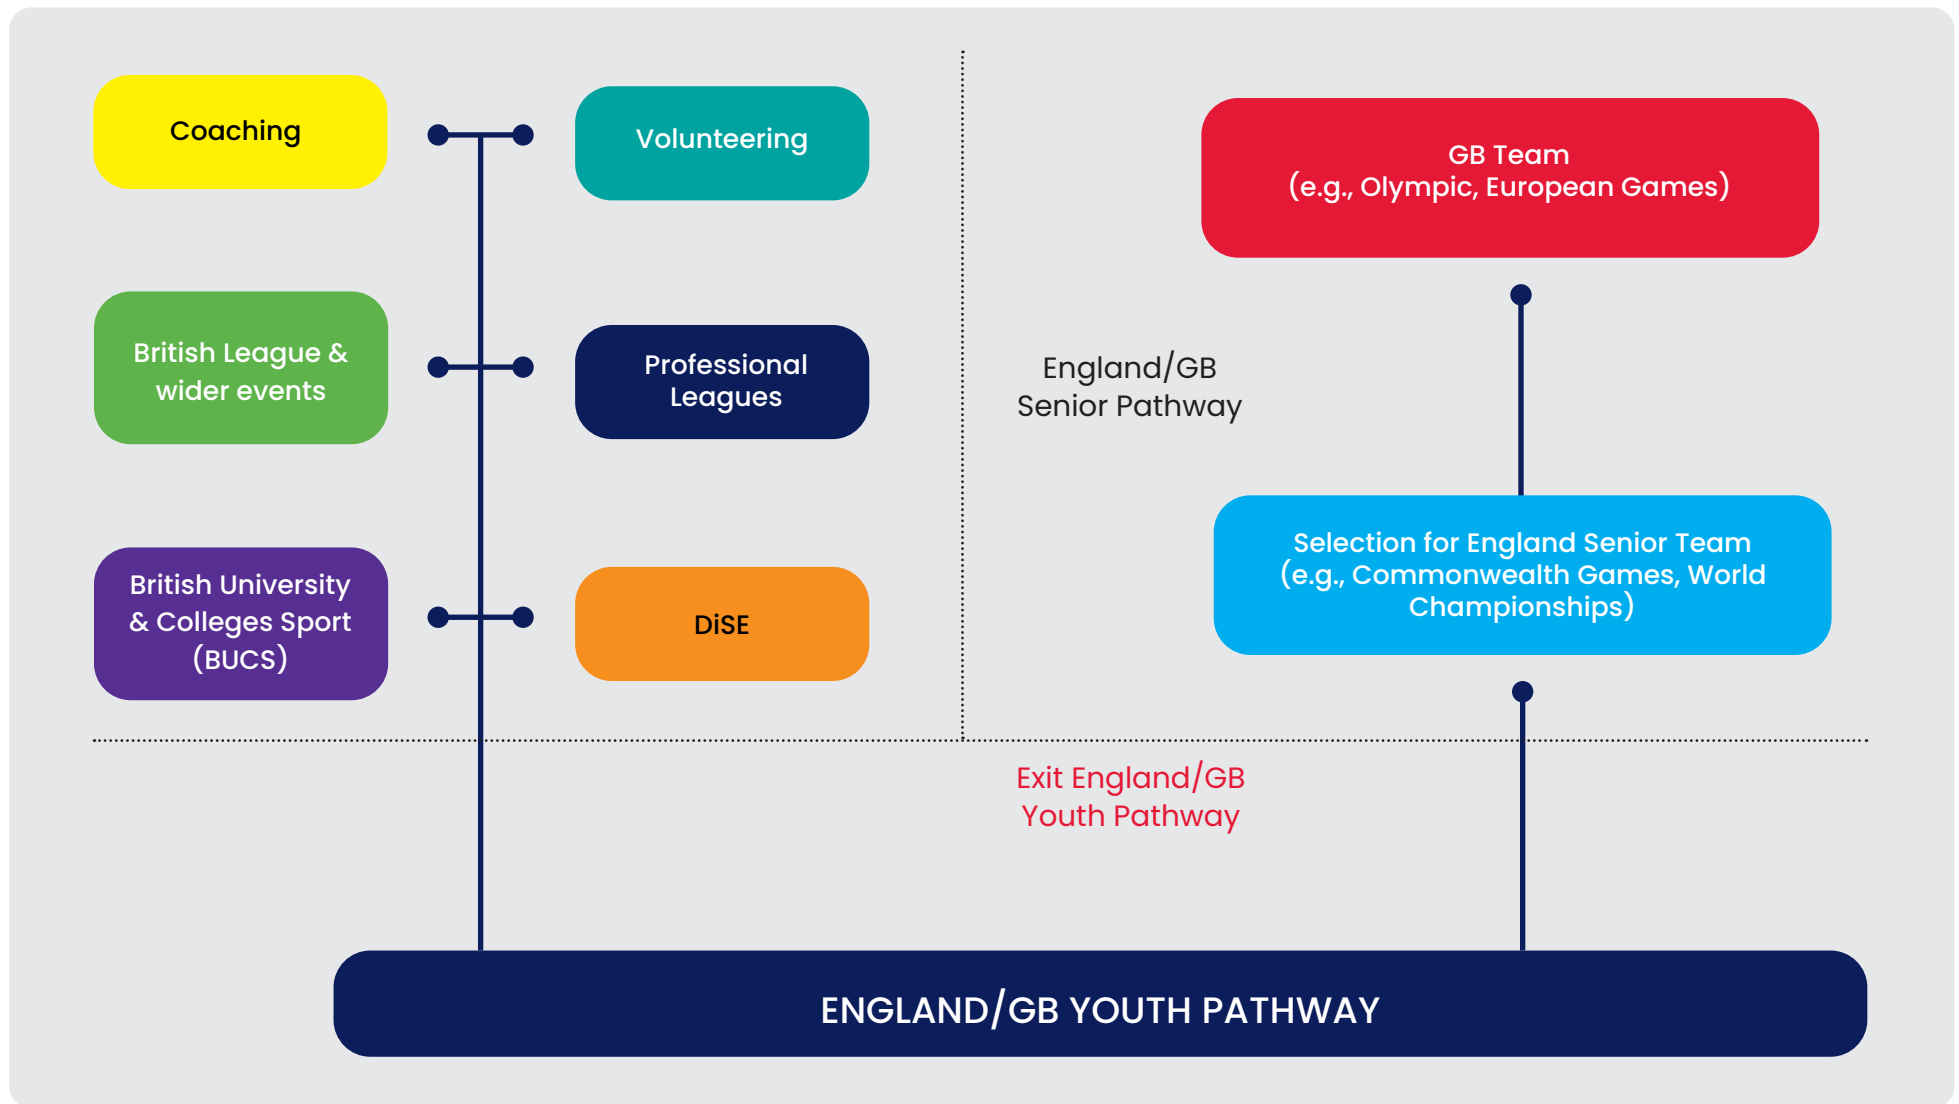 Coaching
Volunteering
GB Team
(e.g., Olympic, European Games)
British League &
wider events
Professional
Leagues
England/GB
Senior Pathway
British University
& Colleges Sport
(BUCS)
DiSE
Selection for England Senior Team
(e.g., Commonwealth Games, World
Championships)
Exit England/GB
Youth Pathway
ENGLAND/GB YOUTH PATHWAY